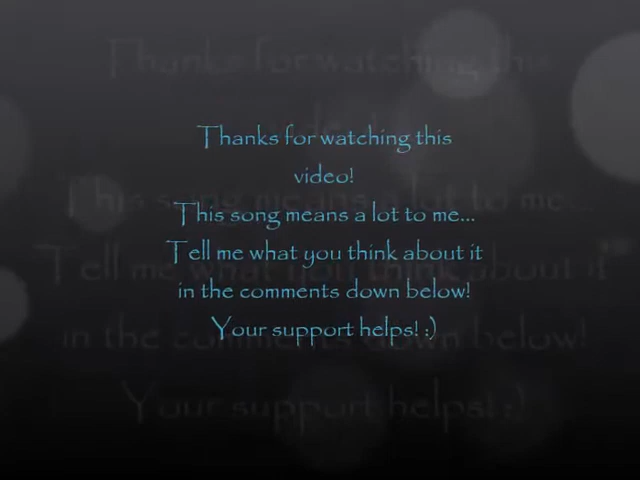 Thanks for watching this
video!
This song means a lot to me...
Tell me what you think about it
in the comments down below!
Your support helps! :)